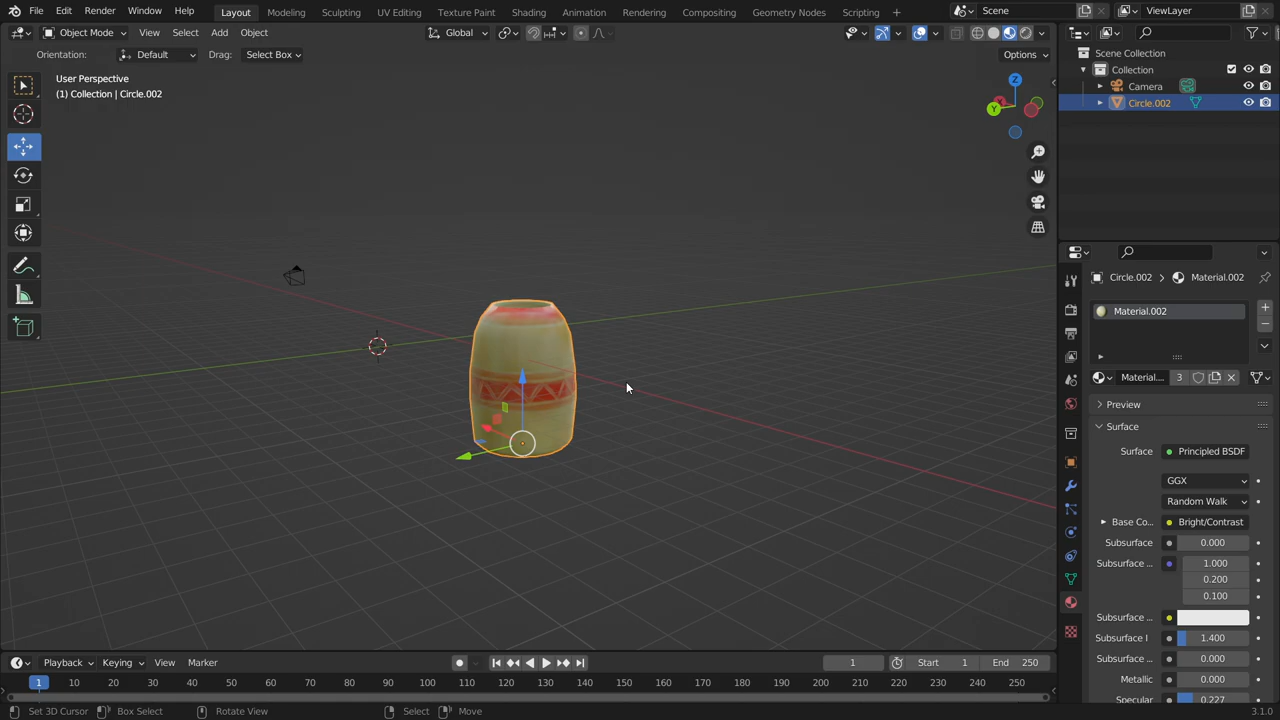 File Edit Render Window Help Layout Modeling Sculpting UV Editing Texture Paint Shading Animation Rendering Compositing Geometry Nodes Scripting Scene ViewLayer
Object Mode View Select Add Object Global
Orientation: Default Drag: Select Box Options
User Perspective
(1) Collection | Circle.002
Z
Y
Scene Collection
Collection
Camera
Circle.002
Circle.002 Material.002
Material.002
Material.... 3
Preview
Surface
Surface Principled BSDF
GGX
Random Walk
Base Co... Bright/Contrast
Subsurface 0.000
Subsurface ... 1.000
0.200
0.100
Subsurface ...
Subsurface I 1.400
Subsurface ... 0.000
Metallic 0.000
Specular 0.227
Playback Keying View Marker 1 Start 1 End 250
1 10 20 30 40 50 60 70 80 90 100 110 120 130 140 150 160 170 180 190 200 210 220 230 240 250
Set 3D Cursor Box Select Rotate View Select Move 3.1.0